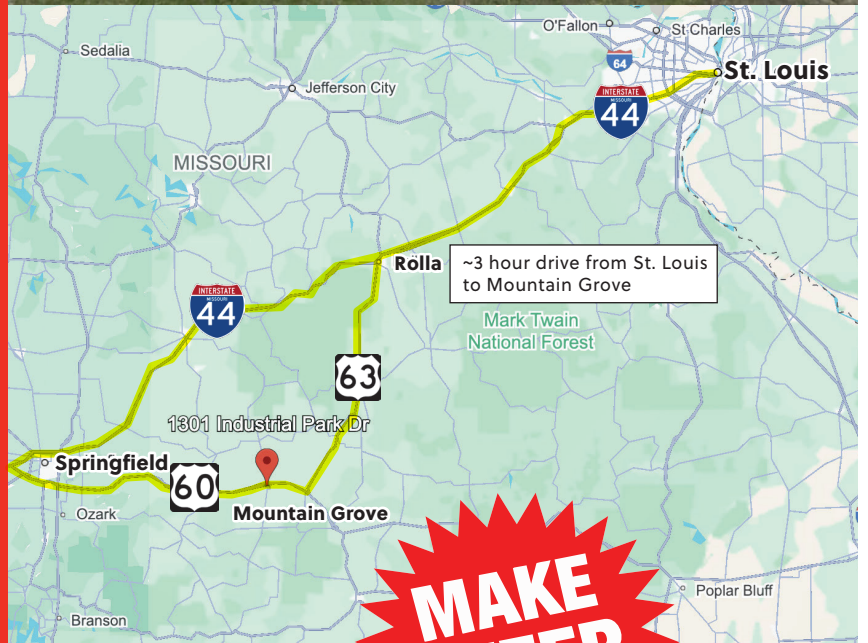 O'Fallon
St Charles
Sedalia
64
St. Louis
Jefferson City
INTERSTATE
MISSOURI
44
MISSOURI
Rolla
~3 hour drive from St. Louis
to Mountain Grove
INTERSTATE
MISSOURI
44
Mark Twain
National Forest
63
1301 Industrial Park Dr
Springfield
60
Mountain Grove
Ozark
MAKE
Poplar Bluff
Branson